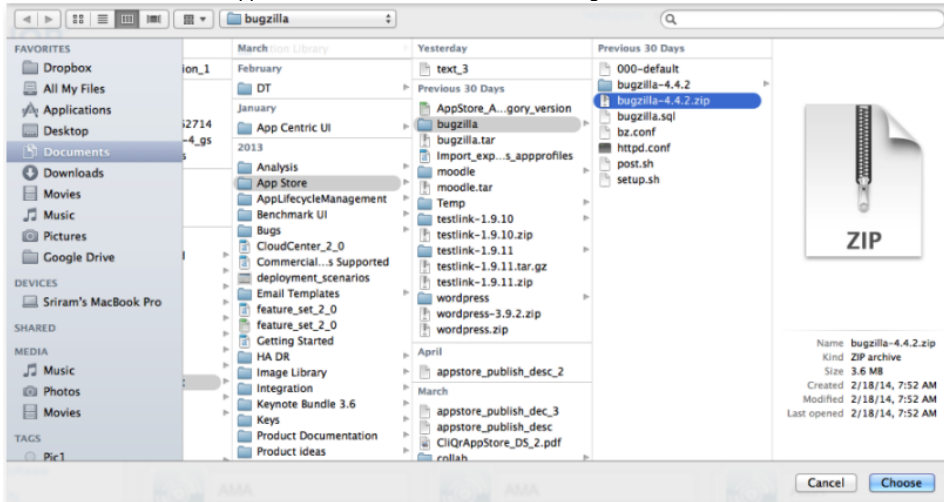 bugzilla
FAVORITES
Dropbox
All My Files
Applications
Desktop
Documents
Downloads
Movies
Music
Pictures
Google Drive
DEVICES
Sriram's MacBook Pro
SHARED
MEDIA
Music
Photos
Movies
TAGS
Pic1
ion_1
52714
-4_gs
s
March
tion Library
February
DT
January
App Centric UI
2013
Analysis
App Store
AppLifecycleManagement
Benchmark UI
Bugs
CloudCenter_2_0
Commercial...s Supported
deployment_scenarios
Email Templates
feature_set_2_0
feature_set_2_0
Getting Started
HA DR
Image Library
Integration
Keynote Bundle 3.6
Keys
Product Documentation
Product ideas
Yesterday
text_3
Previous 30 Days
AppStore_A...gory_version
bugzilla
bugzilla.tar
Import_exp...s_appprofiles
moodle
moodle.tar
Temp
testlink-1.9.10
testlink-1.9.10.zip
testlink-1.9.11
testlink-1.9.11.tar.gz
testlink-1.9.11.zip
wordpress
wordpress-3.9.2.zip
wordpress.zip
April
appstore_publish_desc_2
March
appstore_publish_dec_3
appstore_publish_desc
CliQrAppStore_DS_2.pdf
collab
Previous 30 Days
000-default
bugzilla-4.4.2
bugzilla-4.4.2.zip
bugzilla.sql
bz.conf
httpd.conf
post.sh
setup.sh
ZIP
Name bugzilla-4.4.2.zip
Kind ZIP archive
Size 3.6 MB
Created 2/18/14, 7:52 AM
Modified 2/18/14, 7:52 AM
Last opened 2/18/14, 7:52 AM
AMA
AMA
Cancel
Choose